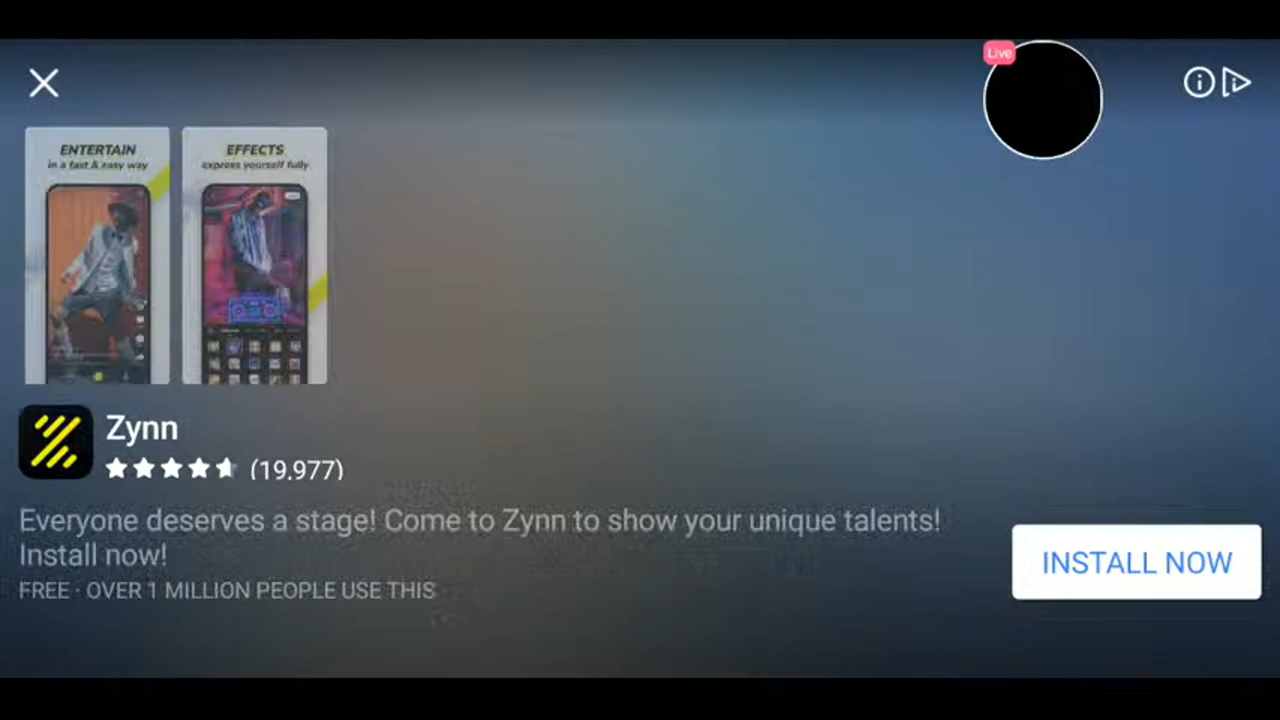 Live
ENTERTAIN
in a fast & easy way
EFFECTS
express yourself fully
Zynn
(19,977)
Everyone deserves a stage! Come to Zynn to show your unique talents!
Install now!
FREE · OVER 1 MILLION PEOPLE USE THIS
INSTALL NOW